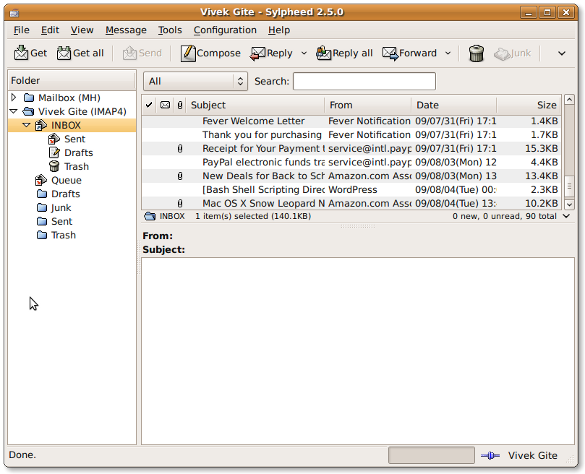 Vivek Gite - Sylpheed 2.5.0
File Edit View Message Tools Configuration Help
Get Get all Send Compose Reply Reply all Forward Junk
Folder
Mailbox (MH)
Vivek Gite (IMAP4)
INBOX
Sent
Drafts
Trash
Queue
Drafts
Junk
Sent
Trash
All Search:
Subject From Date Size
Fever Welcome Letter Fever Notification 09/07/31(Fri) 17:1 1.4KB
Thank you for purchasing Fever Notification 09/07/31(Fri) 17:1 1.7KB
Receipt for Your Payment t service@intl.payp 09/07/31(Fri) 17:1 15.3KB
PayPal electronic funds tra service@intl.payp 09/08/03(Mon) 12 4.4KB
New Deals for Back to Sch Amazon.com Asso 09/08/03(Mon) 13 13.4KB
[Bash Shell Scripting Direc WordPress 09/08/04(Tue) 00: 2.3KB
Mac OS X Snow Leopard N Amazon.com Asso 09/08/04(Tue) 13: 10.2KB
INBOX 1 item(s) selected (140.1KB) 0 new, 0 unread, 90 total
From:
Subject:
Done. Vivek Gite